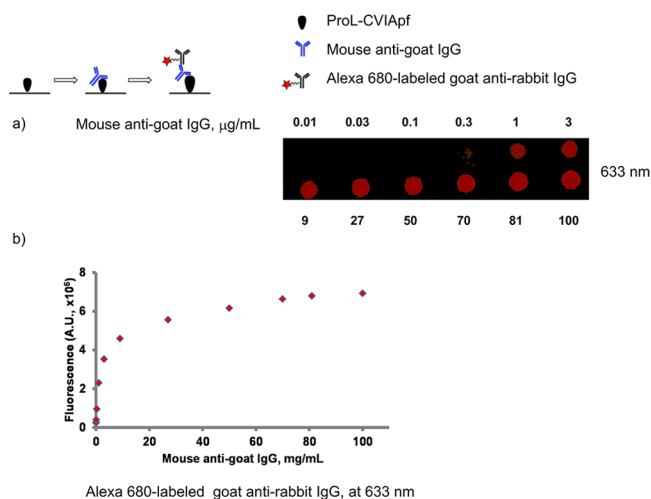 ProL-CVIApf
Mouse anti-goat IgG
Alexa 680-labeled goat anti-rabbit IgG
a)
Mouse anti-goat IgG, µg/mL
0.01 0.03 0.1 0.3 1 3
633 nm
9 27 50 70 81 100
b)
8
6
4
2
0
Fluorescence (A.U., x10⁶)
0 20 40 60 80 100
Mouse anti-goat IgG, mg/mL
Alexa 680-labeled goat anti-rabbit IgG, at 633 nm